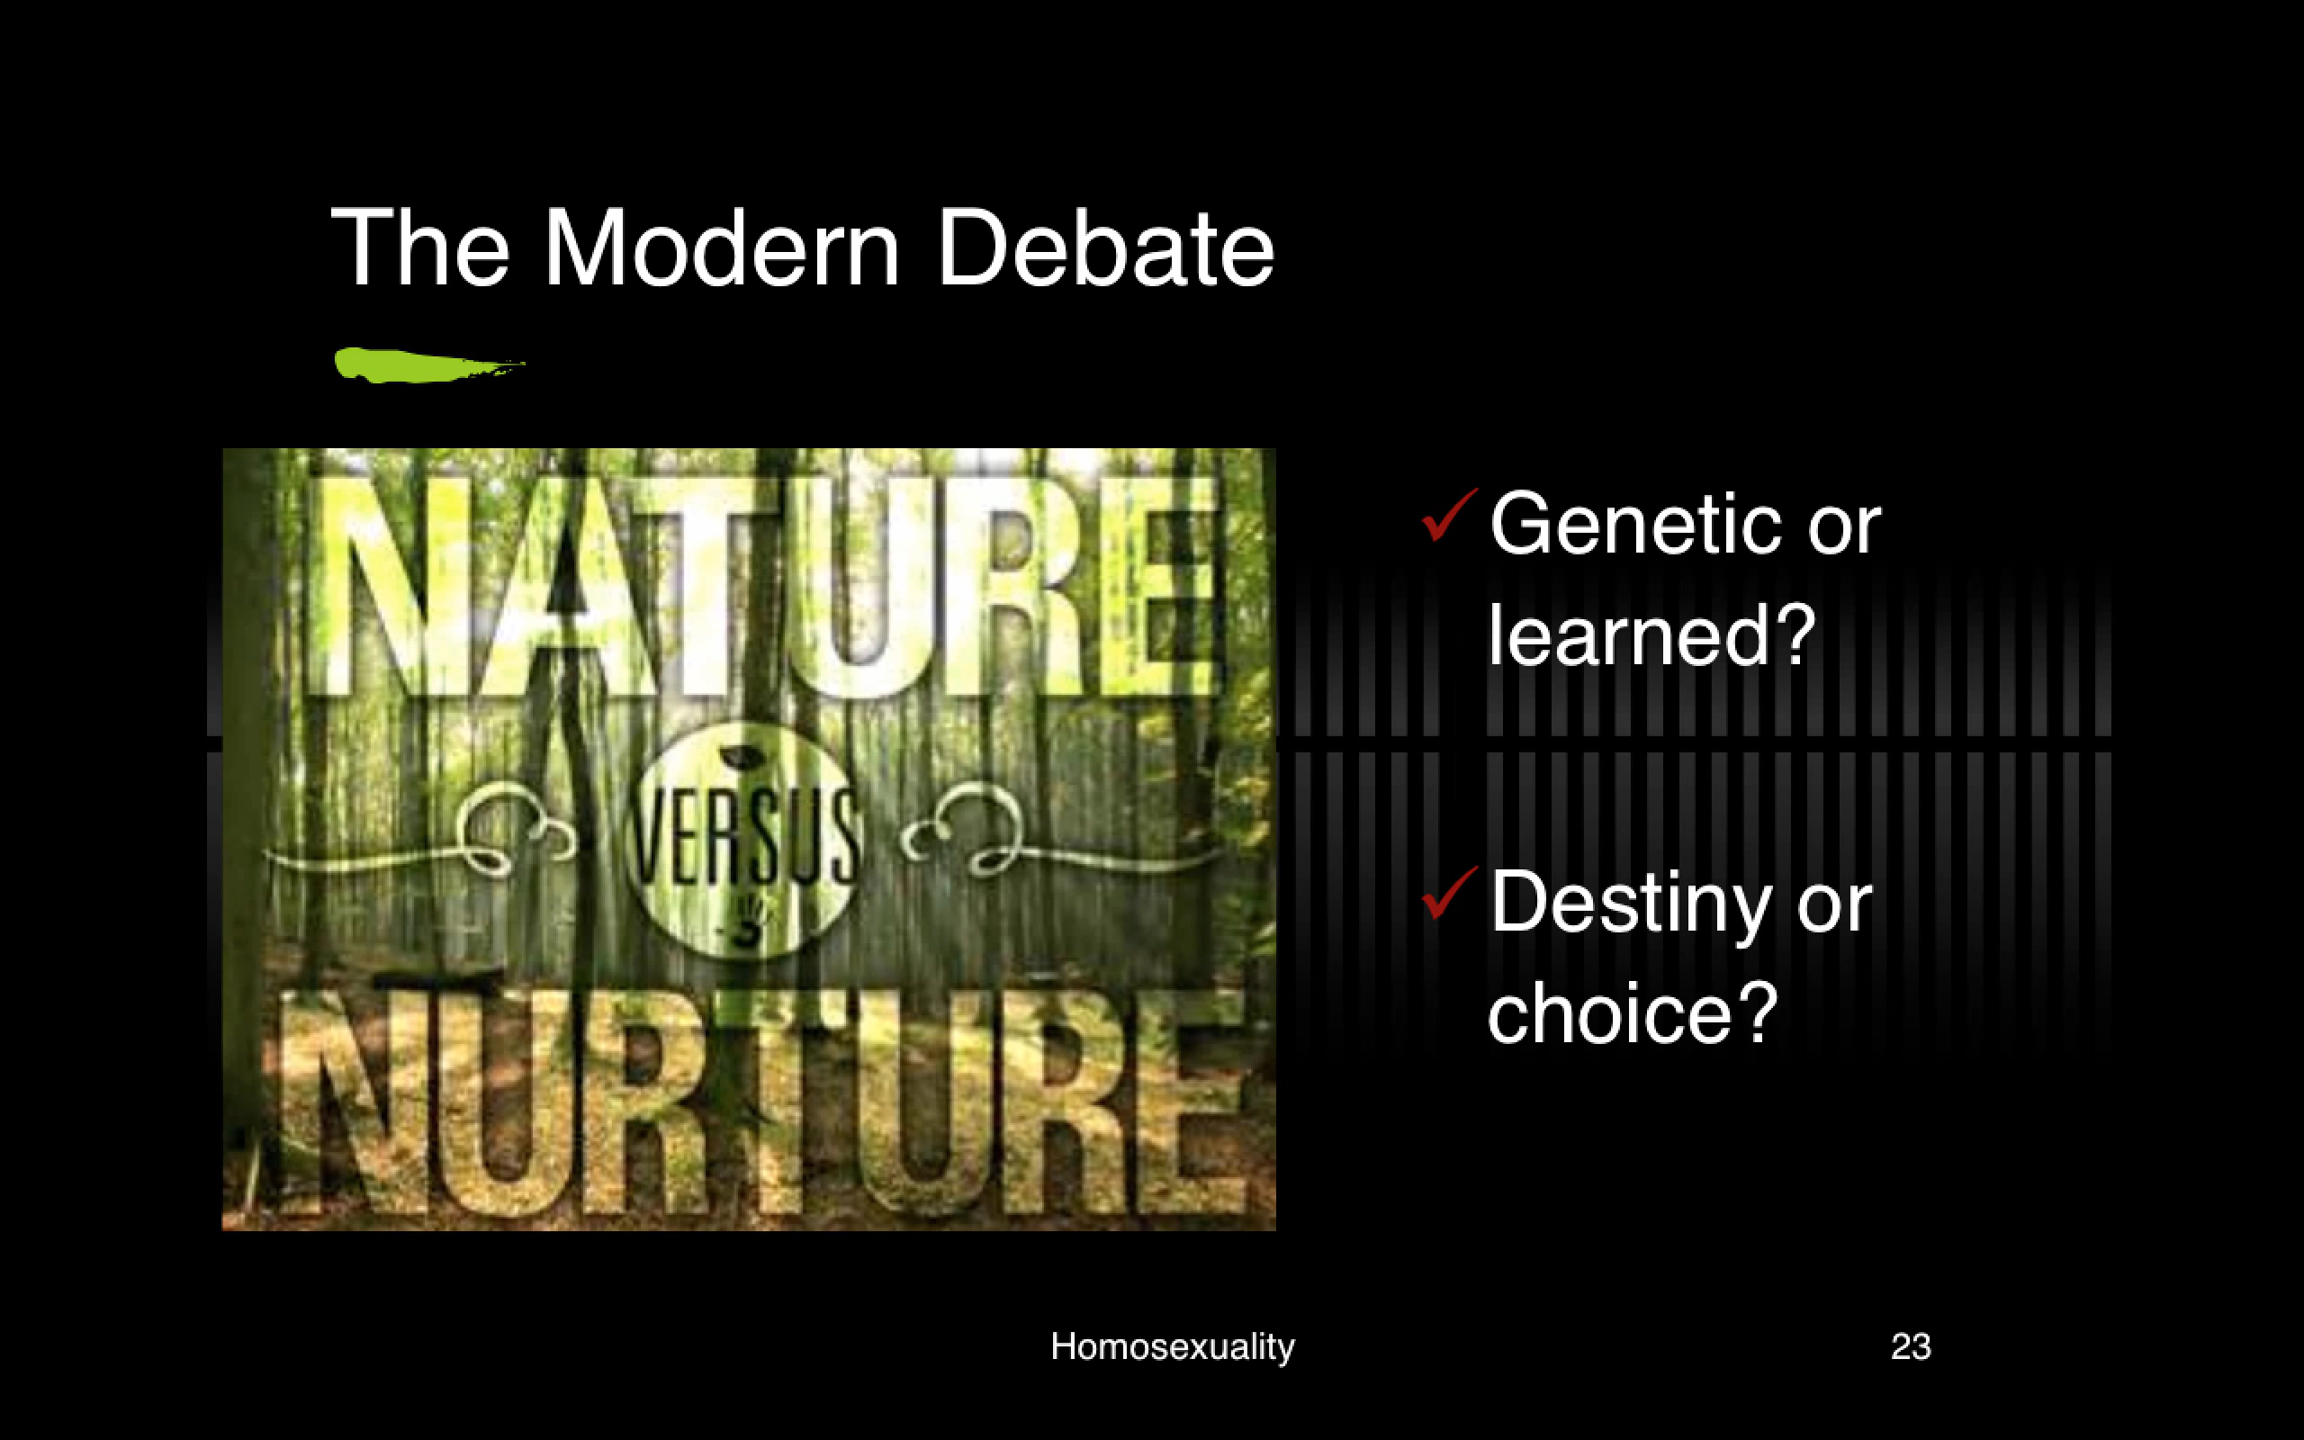 The Modern Debate
NATURE
VERSUS
NURTURE
Genetic or
learned?
Destiny or
choice?
Homosexuality
23